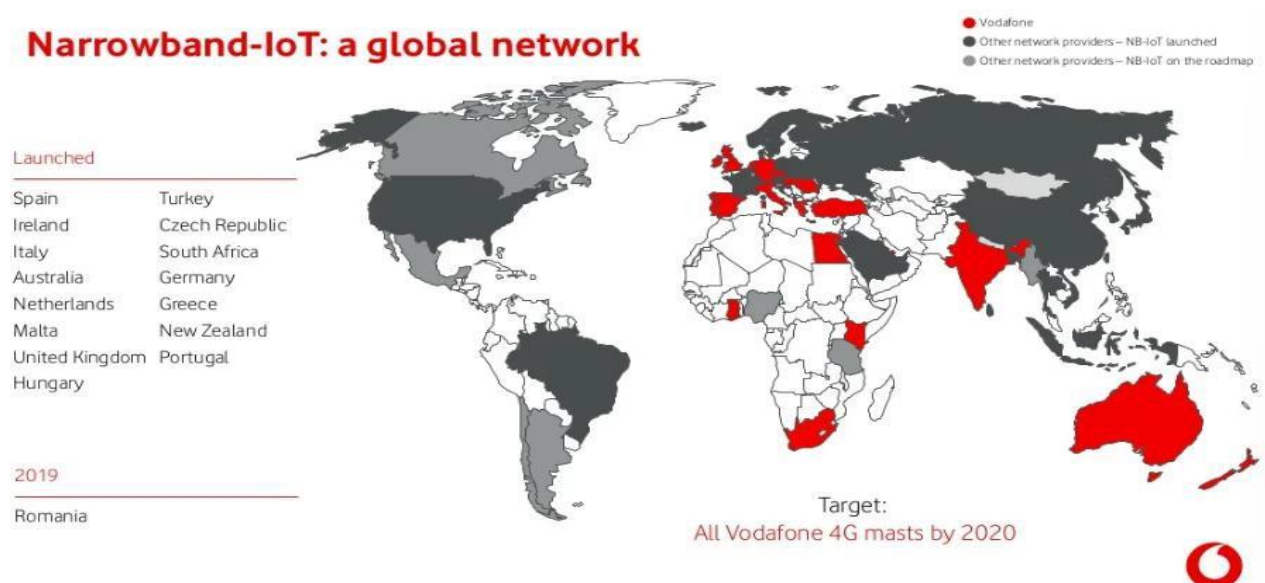 Narrowband-IoT: a global network
Vodafone
Other network providers – NB-IoT launched
Other network providers – NB-IoT on the roadmap
Launched
Spain Turkey
Ireland Czech Republic
Italy South Africa
Australia Germany
Netherlands Greece
Malta New Zealand
United Kingdom Portugal
Hungary
2019
Romania
Target:
All Vodafone 4G masts by 2020